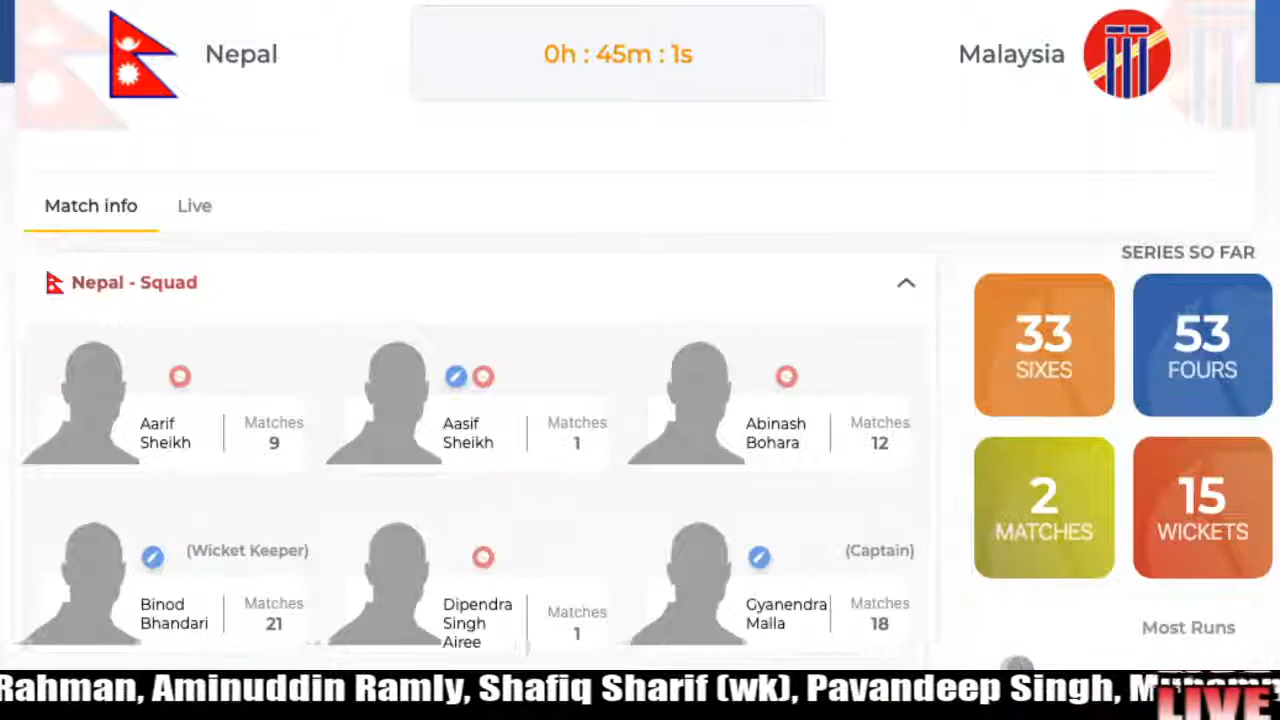 Nepal
0h : 45m : 1s
Malaysia
Match info
Live
SERIES SO FAR
Nepal - Squad
33
SIXES
53
FOURS
Aarif
Sheikh
Matches
9
Aasif
Sheikh
Matches
1
Abinash
Bohara
Matches
12
2
MATCHES
15
WICKETS
(Wicket Keeper)
Binod
Bhandari
Matches
21
Dipendra
Singh
Airee
Matches
1
(Captain)
Gyanendra
Malla
Matches
18
Most Runs
Rahman, Aminuddin Ramly, Shafiq Sharif (wk), Pavandeep Singh,
LIVE